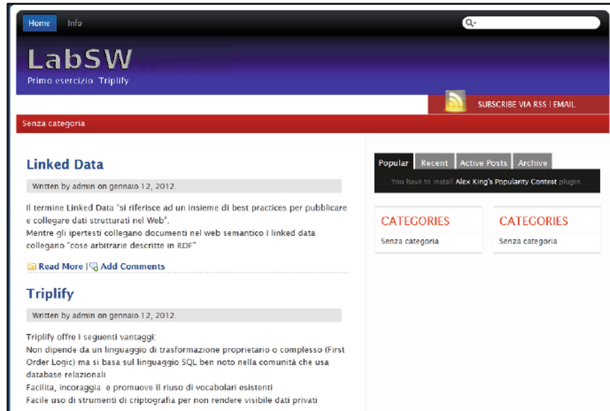 Home Info
LabSW
Primo esercizio Triplify
SUBSCRIBE VIA RSS | EMAIL
Senza categoria
Linked Data
Written by admin on gennaio 12, 2012.
Il termine Linked Data "si riferisce ad un insieme di best practices per pubblicare
e collegare dati strutturati nel Web".
Mentre gli ipertesti collegano documenti nel web semantico I linked data
collegano "cose arbitrarie descritte in RDF"
Read More | Add Comments
Triplify
Written by admin on gennaio 12, 2012.
Triplify offre I seguenti vantaggi:
Non dipende da un linguaggio di trasformazione proprietario o complesso (First
Order Logic) ma si basa sul linguaggio SQL ben noto nella comunità che usa
database relazionali
Facilita, incoraggia e promuove il riuso di vocabolari esistenti
Facile uso di strumenti di criptografia per non rendere visibile dati privati
Popular Recent Active Posts Archive
You have to install Alex King's Popularity Contest plugin.
CATEGORIES
Senza categoria
CATEGORIES
Senza categoria